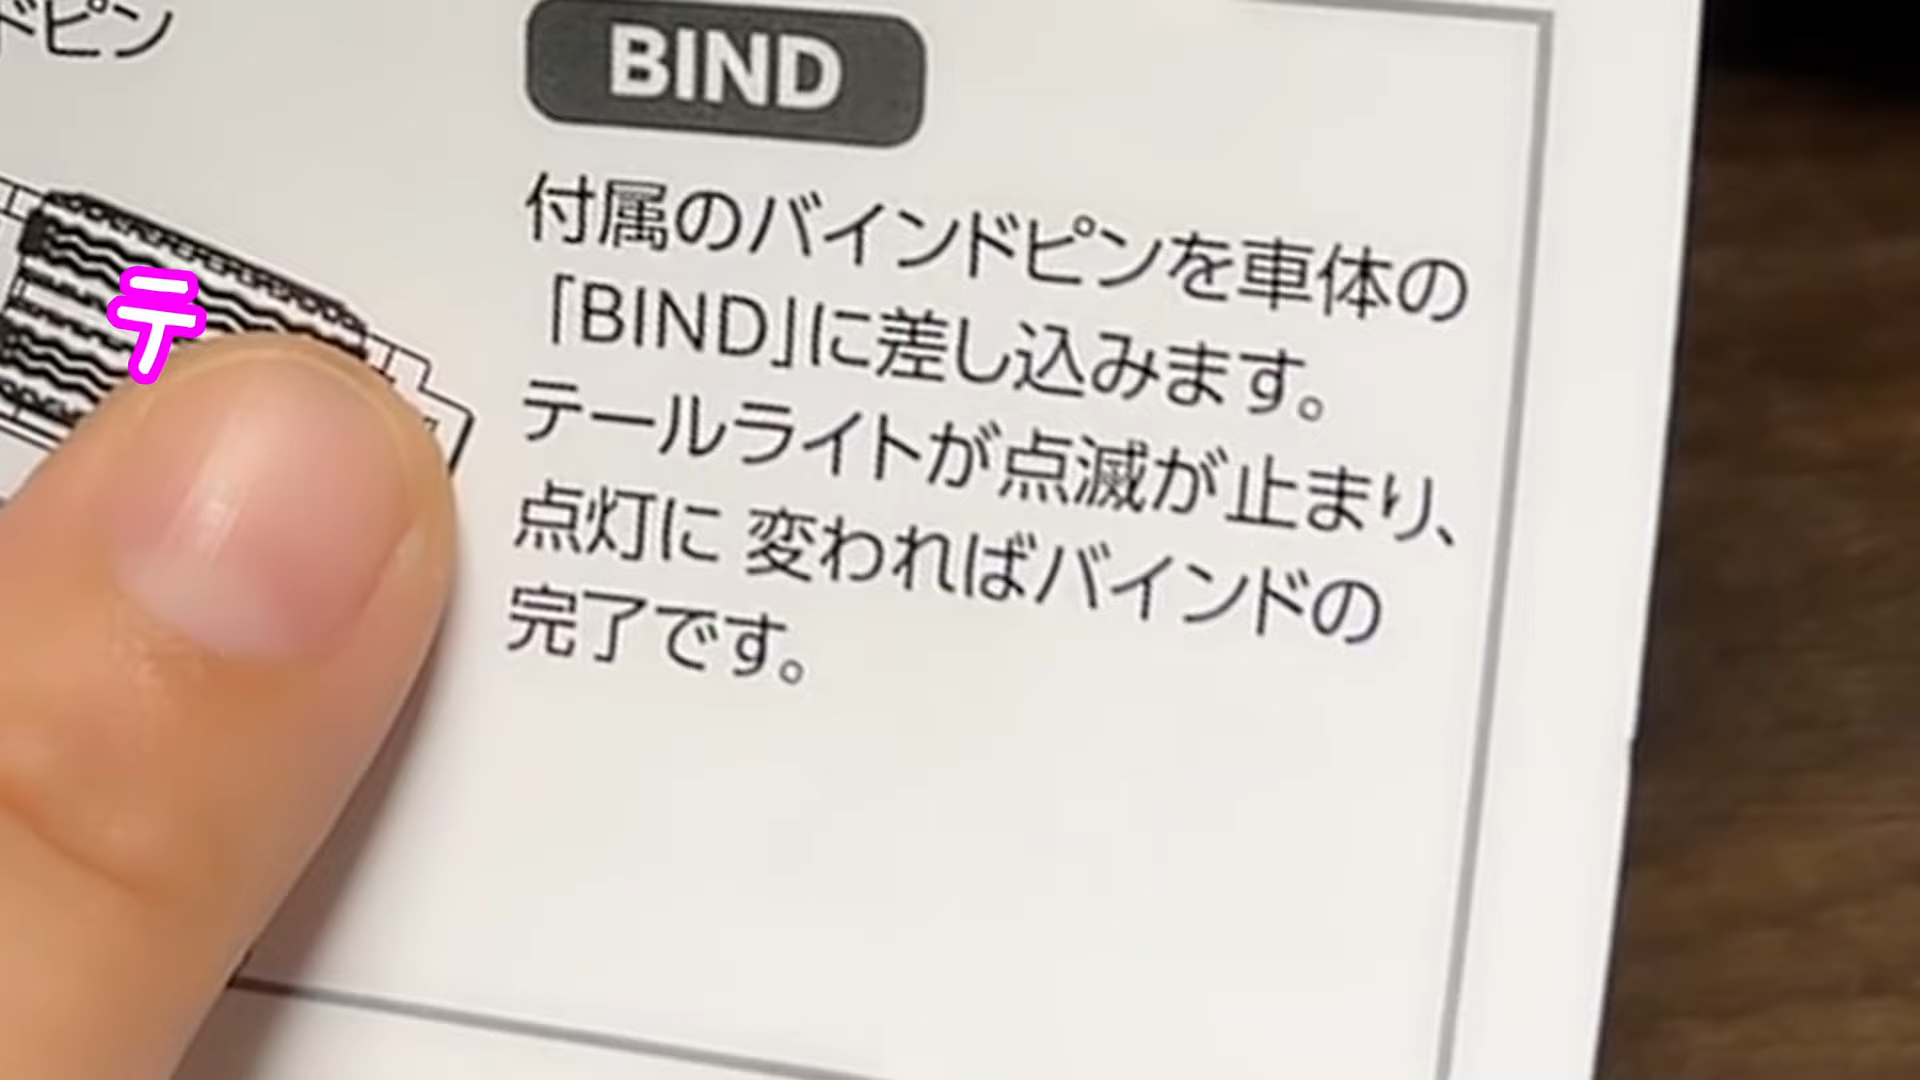 ドピン
BIND
付属のバインドピンを車体の
「BIND」に差し込みます。
テールライトが点滅が止まり、
点灯に 変わればバインドの
完了です。
テ